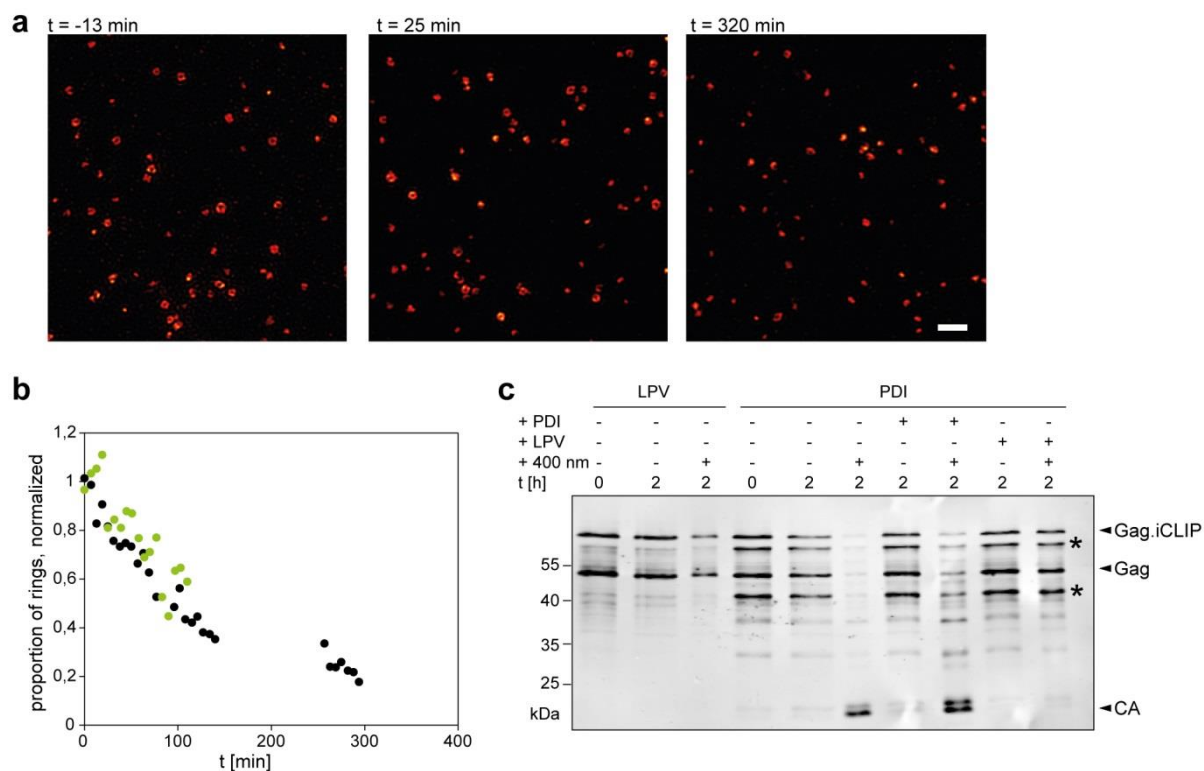 a
t = -13 min t = 25 min t = 320 min
b
proportion of rings, normalized
1,2
1
0,8
0,6
0,4
0,2
0
0 100 200 300 400
t [min]
c
LPV PDI
+ PDI - - - - - - + + - -
+ LPV - - - - - - - - + +
+ 400 nm - - + - - + - + - +
t [h] 0 2 2 0 2 2 2 2 2 2
Gag.iCLIP
*
55
Gag
40
*
35
25
kDa
CA